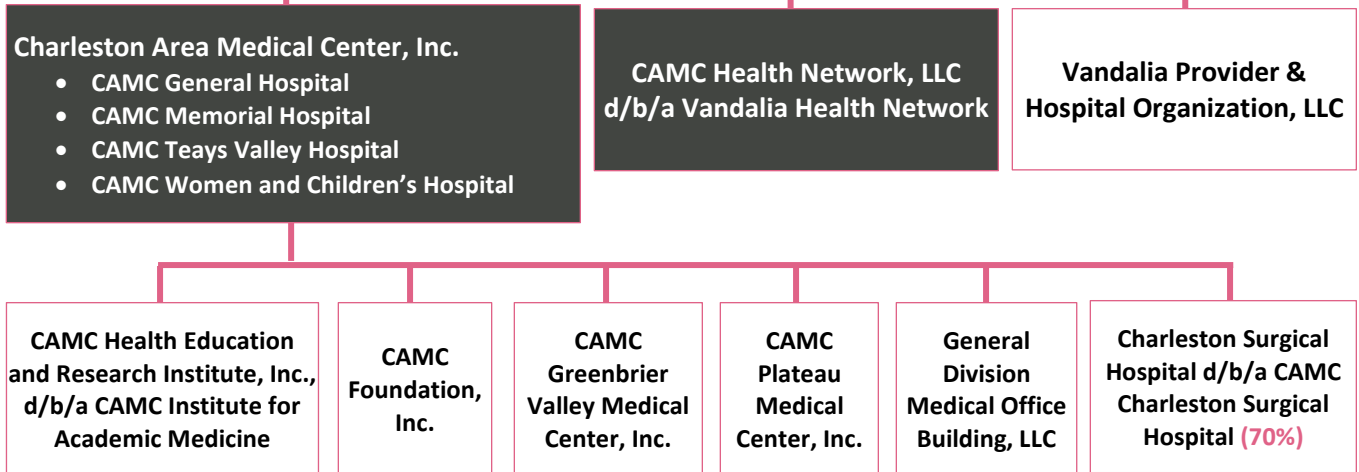 Charleston Area Medical Center, Inc.
• CAMC General Hospital
• CAMC Memorial Hospital
• CAMC Teays Valley Hospital
• CAMC Women and Children’s Hospital
CAMC Health Network, LLC
d/b/a Vandalia Health Network
Vandalia Provider &
Hospital Organization, LLC
CAMC Health Education
and Research Institute, Inc.,
d/b/a CAMC Institute for
Academic Medicine
CAMC
Foundation,
Inc.
CAMC
Greenbrier
Valley Medical
Center, Inc.
CAMC
Plateau
Medical
Center, Inc.
General
Division
Medical Office
Building, LLC
Charleston Surgical
Hospital d/b/a CAMC
Charleston Surgical
Hospital (70%)